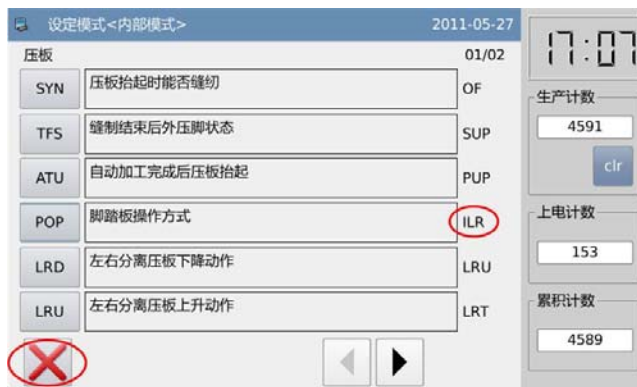 设定模式<内部模式> 2011-05-27
17:07
压板 01/02
SYN 压板抬起时能否缝纫 OF
TFS 缝制结束后外压脚状态 SUP
ATU 自动加工完成后压板抬起 PUP
POP 脚踏板操作方式 ILR
LRD 左右分离压板下降动作 LRU
LRU 左右分离压板上升动作 LRT
生产计数
4591
clr
上电计数
153
累积计数
4589